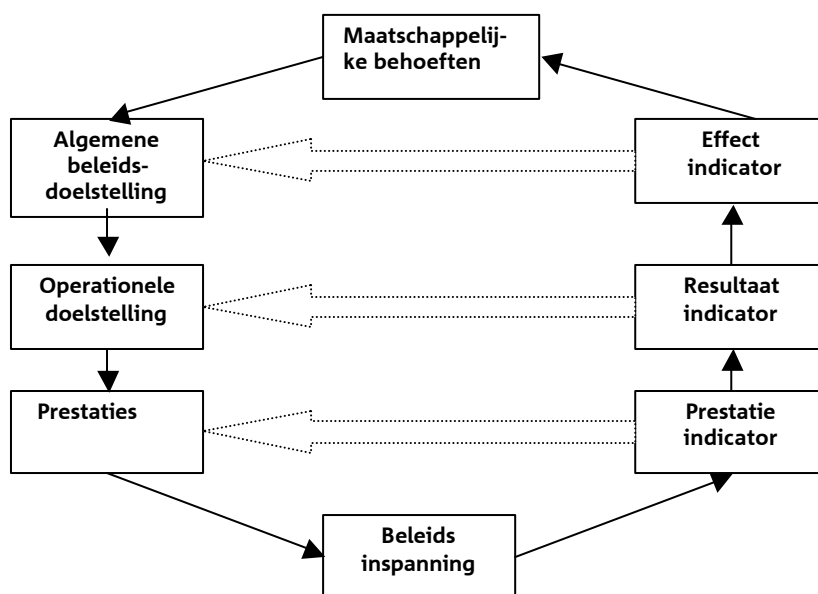 Maatschappelij-
ke behoeften
Algemene
beleids-
doelstelling
Effect
indicator
Operationele
doelstelling
Resultaat
indicator
Prestaties
Prestatie
indicator
Beleids
inspanning